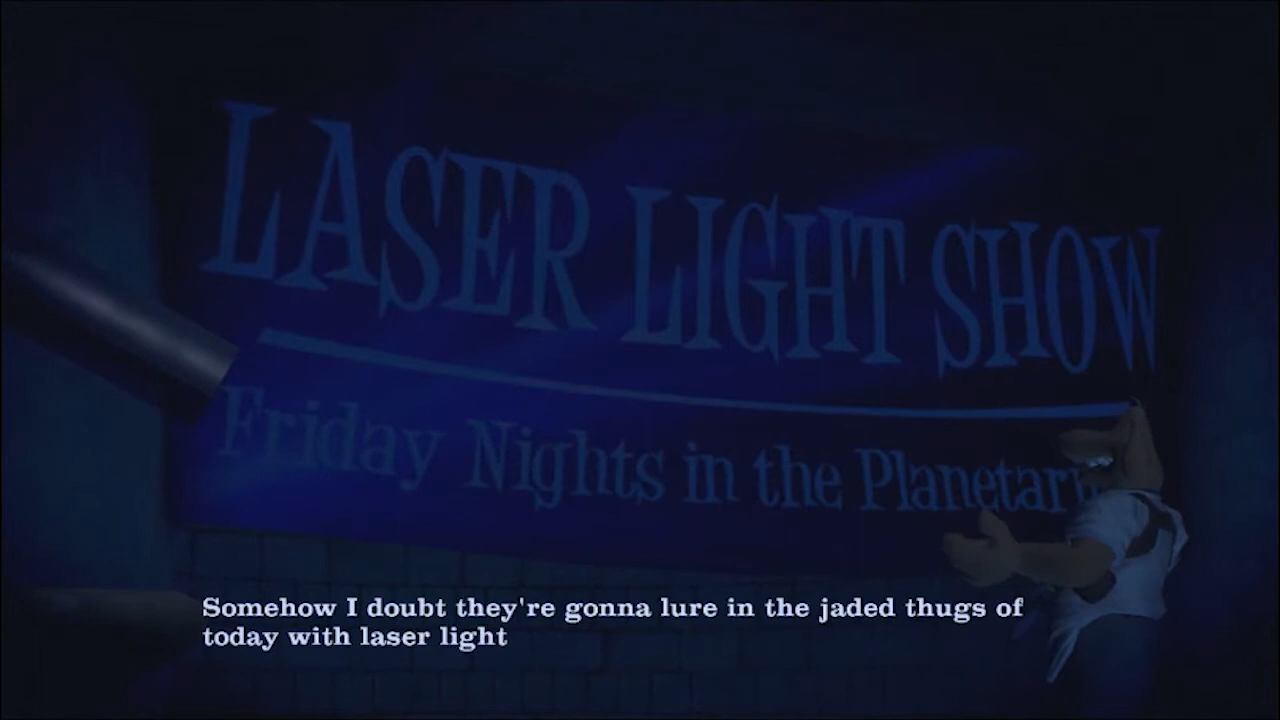 LASER LIGHT SHOW
Friday Nights in the Planetari
Somehow I doubt they're gonna lure in the jaded thugs of
today with laser light